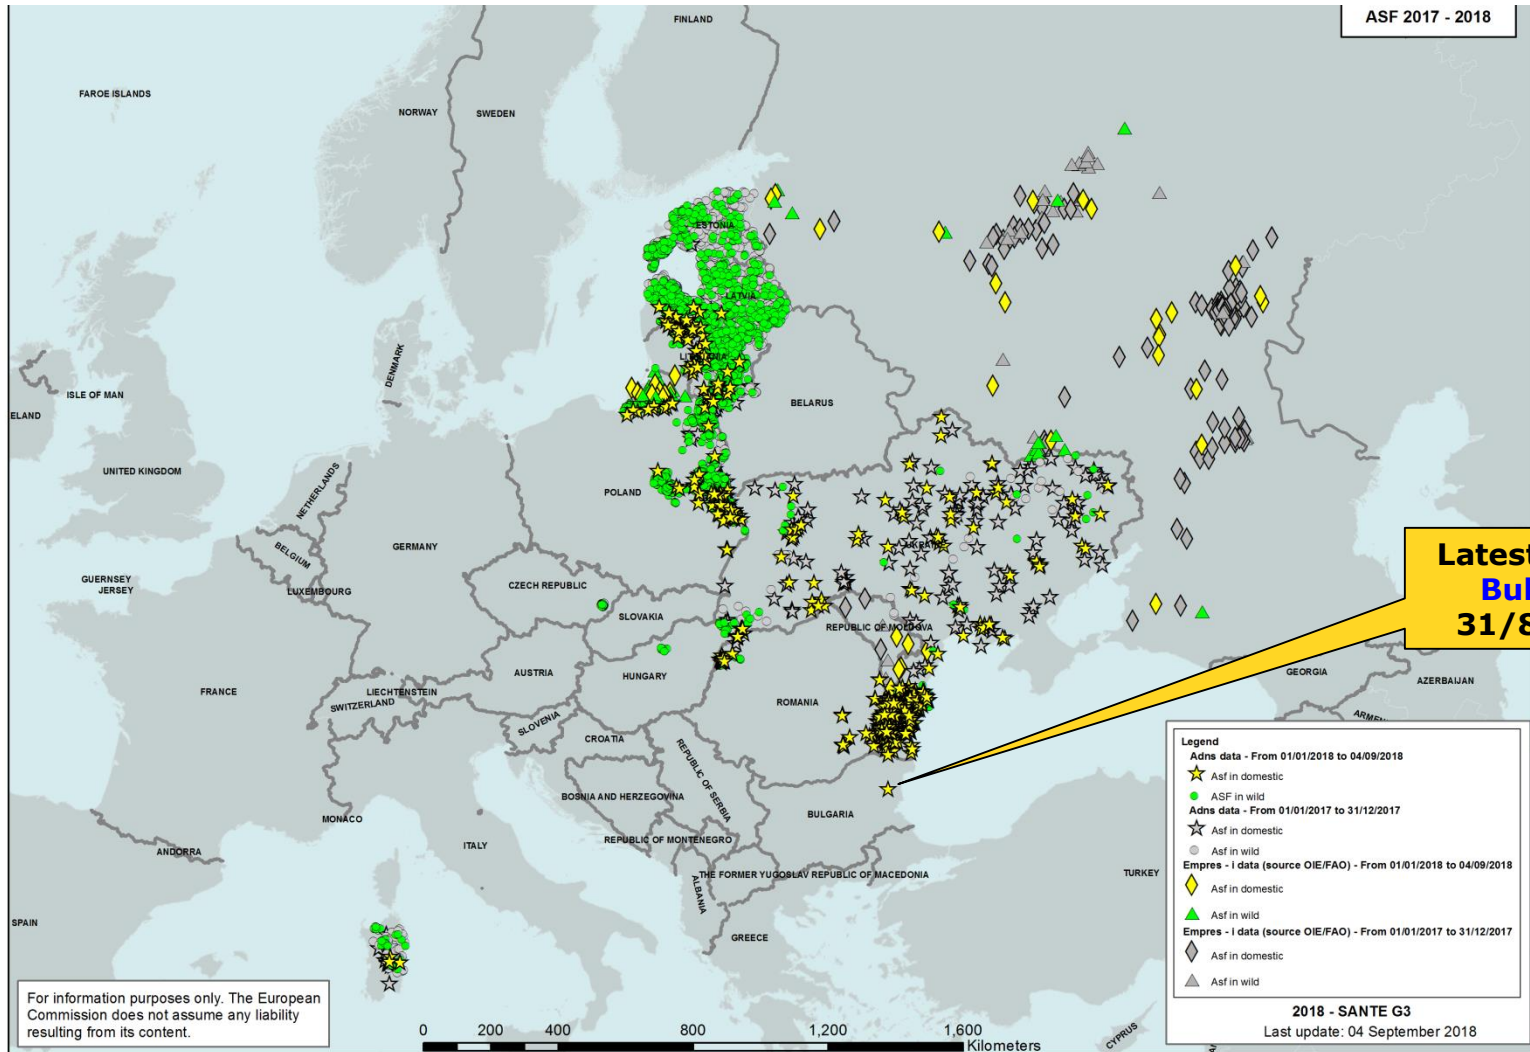 ASF 2017 - 2018
FINLAND
FAROE ISLANDS
NORWAY
SWEDEN
ESTONIA
LATVIA
LITHUANIA
DENMARK
ISLE OF MAN
ELAND
BELARUS
UNITED KINGDOM
NETHERLANDS
POLAND
BELGIUM
GERMANY
UKRAINE
GUERNSEY
JERSEY
LUXEMBOURG
CZECH REPUBLIC
SLOVAKIA
REPUBLIC OF MOLDOVA
Latest
Bul
31/8
FRANCE
LIECHTENSTEIN
SWITZERLAND
AUSTRIA
HUNGARY
ROMANIA
GEORGIA
AZERBAIJAN
ARMEN
SLOVENIA
CROATIA
REPUBLIC OF SERBIA
BOSNIA AND HERZEGOVINA
BULGARIA
MONACO
ITALY
REPUBLIC OF MONTENEGRO
ANDORRA
THE FORMER YUGOSLAV REPUBLIC OF MACEDONIA
ALBANIA
TURKEY
SPAIN
GREECE
CYPRUS
Legend
Adns data - From 01/01/2018 to 04/09/2018
Asf in domestic
ASF in wild
Adns data - From 01/01/2017 to 31/12/2017
Asf in domestic
Asf in wild
Empres - i data (source OIE/FAO) - From 01/01/2018 to 04/09/2018
Asf in domestic
Asf in wild
Empres - i data (source OIE/FAO) - From 01/01/2017 to 31/12/2017
Asf in domestic
Asf in wild
2018 - SANTE G3
Last update: 04 September 2018
For information purposes only. The European
Commission does not assume any liability
resulting from its content.
0 200 400 800 1,200 1,600
Kilometers